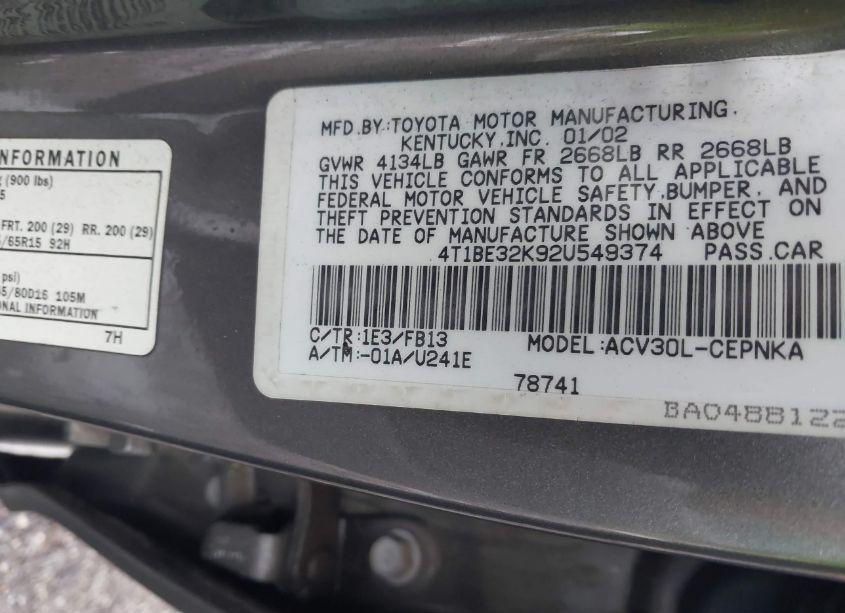 INFORMATION
(900 lbs)
5
FRT. 200 (29) RR. 200 (29)
/65R15 92H
psi)
5/80D16 105M
ONAL INFORMATION
7H
MFD.BY:TOYOTA MOTOR MANUFACTURING.
KENTUCKY,INC. 01/02
GVWR 4134LB GAWR FR 2668LB RR 2668LB
THIS VEHICLE CONFORMS TO ALL APPLICABLE
FEDERAL MOTOR VEHICLE SAFETY,BUMPER, AND
THEFT PREVENTION STANDARDS IN EFFECT ON
THE DATE OF MANUFACTURE SHOWN ABOVE
4T1BE32K92U549374 PASS.CAR
C/TR:1E3/FB13 MODEL:ACV30L-CEPNKA
A/TM:-01A/U241E
78741
BA0488122